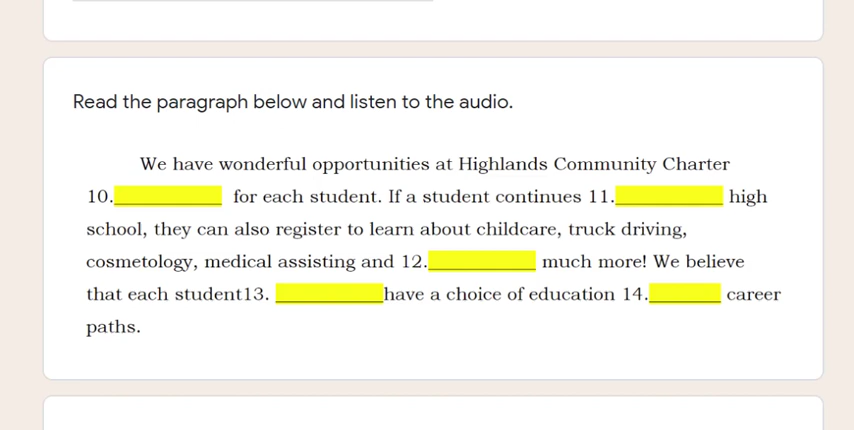 Read the paragraph below and listen to the audio.
We have wonderful opportunities at Highlands Community Charter
10.__________ for each student. If a student continues 11.__________ high
school, they can also register to learn about childcare, truck driving,
cosmetology, medical assisting and 12.__________ much more! We believe
that each student13. __________have a choice of education 14._______ career
paths.